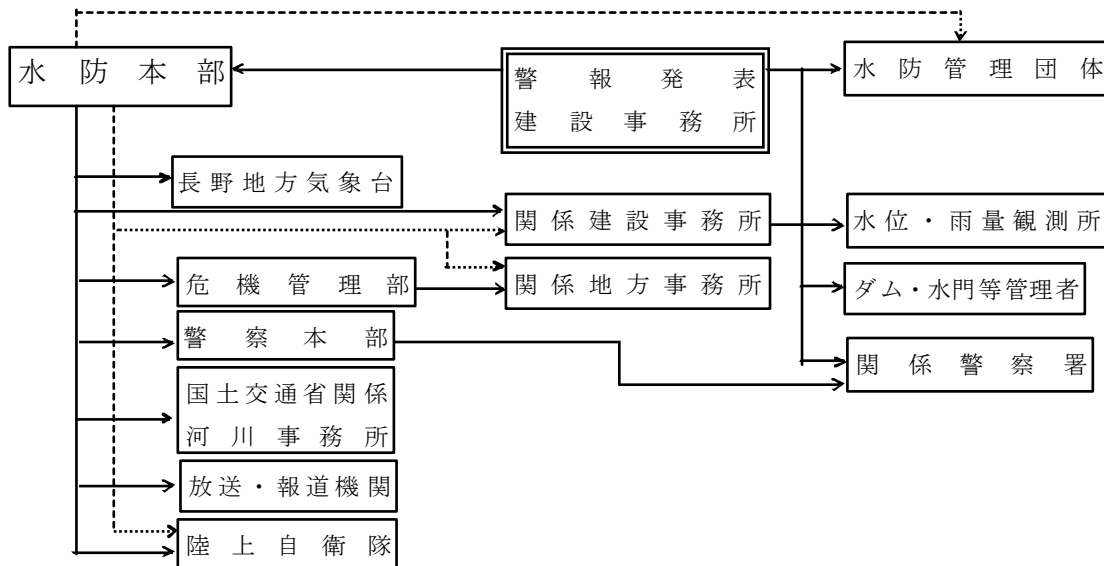 水防本部
警報発表
建設事務所
水防管理団体
長野地方気象台
関係建設事務所
水位・雨量観測所
危機管理部
関係地方事務所
ダム・水門等管理者
警察本部
関係警察署
国土交通省関係
河川事務所
放送・報道機関
陸上自衛隊